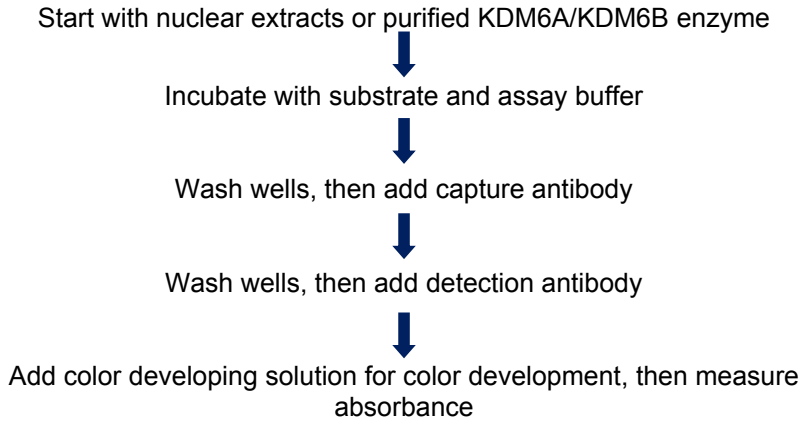 Start with nuclear extracts or purified KDM6A/KDM6B enzyme
Incubate with substrate and assay buffer
Wash wells, then add capture antibody
Wash wells, then add detection antibody
Add color developing solution for color development, then measure
absorbance